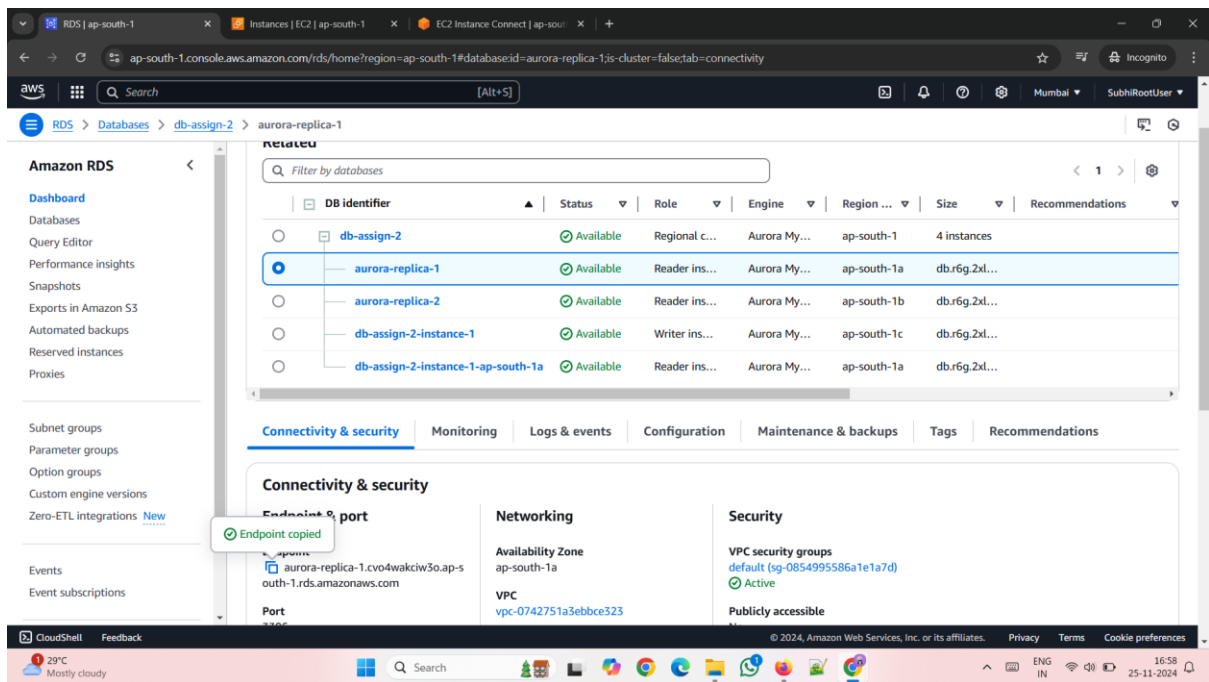 RDS | ap-south-1
Instances | EC2 | ap-south-1
EC2 Instance Connect | ap-sout
ap-south-1.console.aws.amazon.com/rds/home?region=ap-south-1#database:id=aurora-replica-1;is-cluster=false;tab=connectivity
Incognito
aws
Search
[Alt+S]
Mumbai
SubhiRootUser
RDS > Databases > db-assign-2 > aurora-replica-1
Amazon RDS
Dashboard
Databases
Query Editor
Performance insights
Snapshots
Exports in Amazon S3
Automated backups
Reserved instances
Proxies
Subnet groups
Parameter groups
Option groups
Custom engine versions
Zero-ETL integrations New
Events
Event subscriptions
Related
Filter by databases
1
DB identifier Status Role Engine Region ... Size Recommendations
db-assign-2 Available Regional c... Aurora My... ap-south-1 4 instances
aurora-replica-1 Available Reader ins... Aurora My... ap-south-1a db.r6g.2xl...
aurora-replica-2 Available Reader ins... Aurora My... ap-south-1b db.r6g.2xl...
db-assign-2-instance-1 Available Writer ins... Aurora My... ap-south-1c db.r6g.2xl...
db-assign-2-instance-1-ap-south-1a Available Reader ins... Aurora My... ap-south-1a db.r6g.2xl...
Connectivity & security Monitoring Logs & events Configuration Maintenance & backups Tags Recommendations
Connectivity & security
Endpoint & port
Endpoint copied
aurora-replica-1.cvo4wakciw3o.ap-s
outh-1.rds.amazonaws.com
Port
Networking
Availability Zone
ap-south-1a
VPC
vpc-0742751a3ebbce323
Security
VPC security groups
default (sg-0854995586a1e1a7d)
Active
Publicly accessible
CloudShell Feedback
© 2024, Amazon Web Services, Inc. or its affiliates. Privacy Terms Cookie preferences
1
29°C
Mostly cloudy
Search
ENG
IN
16:58
25-11-2024